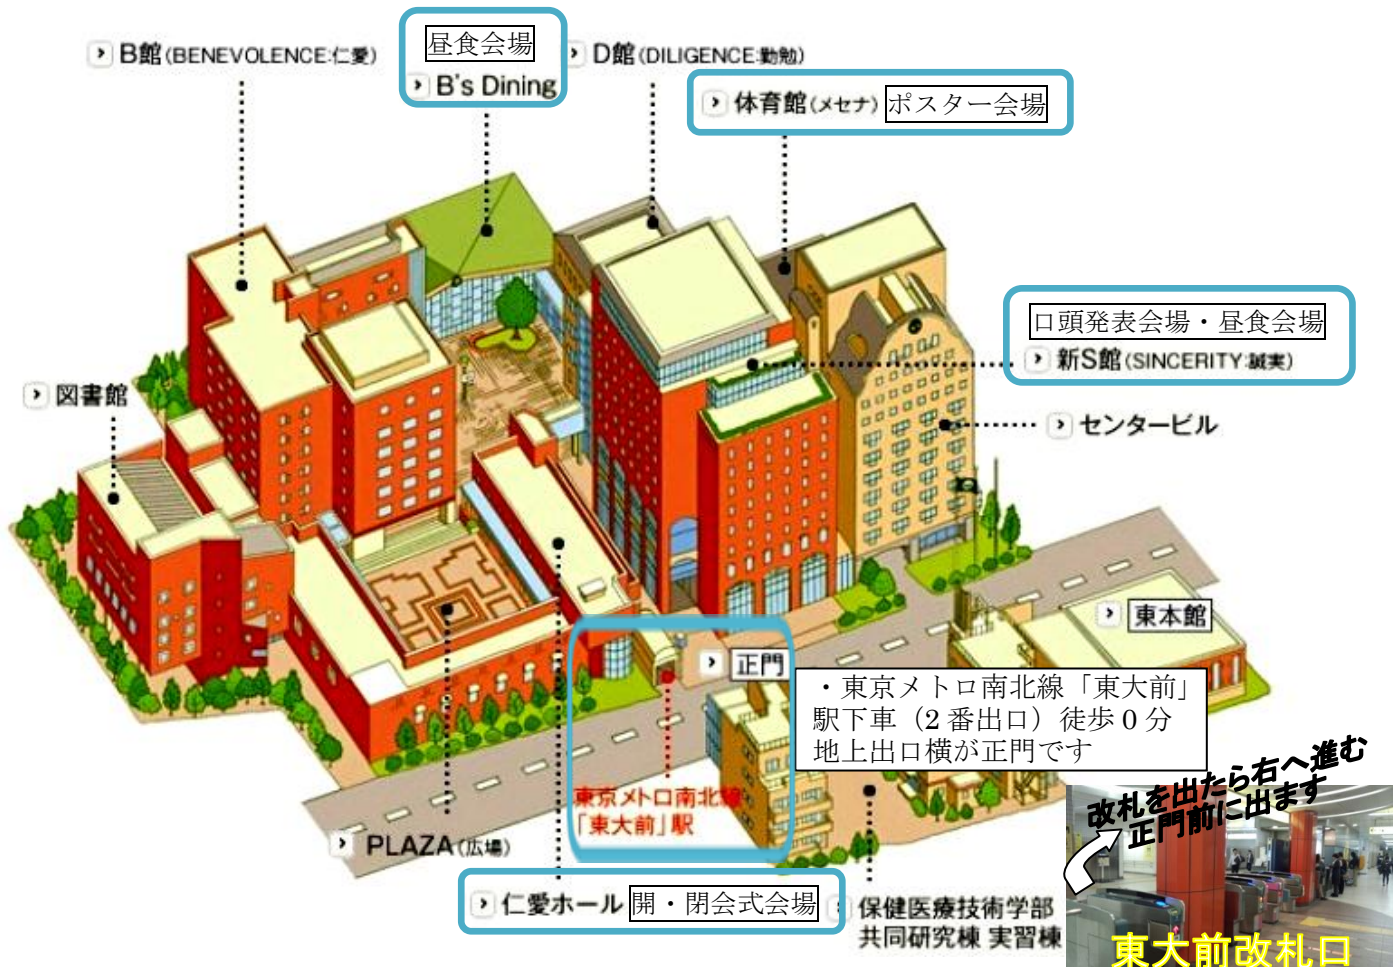 B館(BENEVOLENCE:仁愛)
昼食会場
B's Dining
D館(DILIGENCE:勤勉)
体育館(メセナ) ポスター会場
口頭発表会場・昼食会場
新S館(SINCERITY:誠実)
図書館
センタービル
東本館
正門
・東京メトロ南北線「東大前」
駅下車（2番出口）徒歩0分
地上出口横が正門です
東京メトロ南北線
「東大前」駅
改札を出たら右へ進む
正門前に出ます
PLAZA(広場)
仁愛ホール 開・閉会式会場
保健医療技術学部
共同研究棟 実習棟
東大前改札口